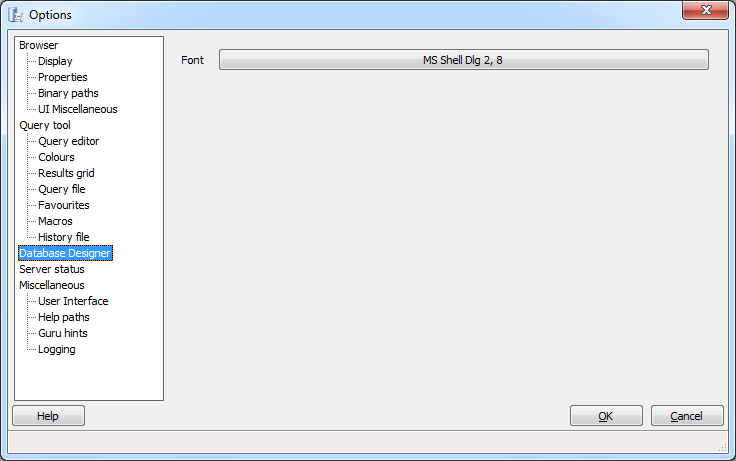 Options
Browser
Display
Properties
Binary paths
UI Miscellaneous
Query tool
Query editor
Colours
Results grid
Query file
Favourites
Macros
History file
Database Designer
Server status
Miscellaneous
User Interface
Help paths
Guru hints
Logging
Font MS Shell Dlg 2, 8
Help OK Cancel